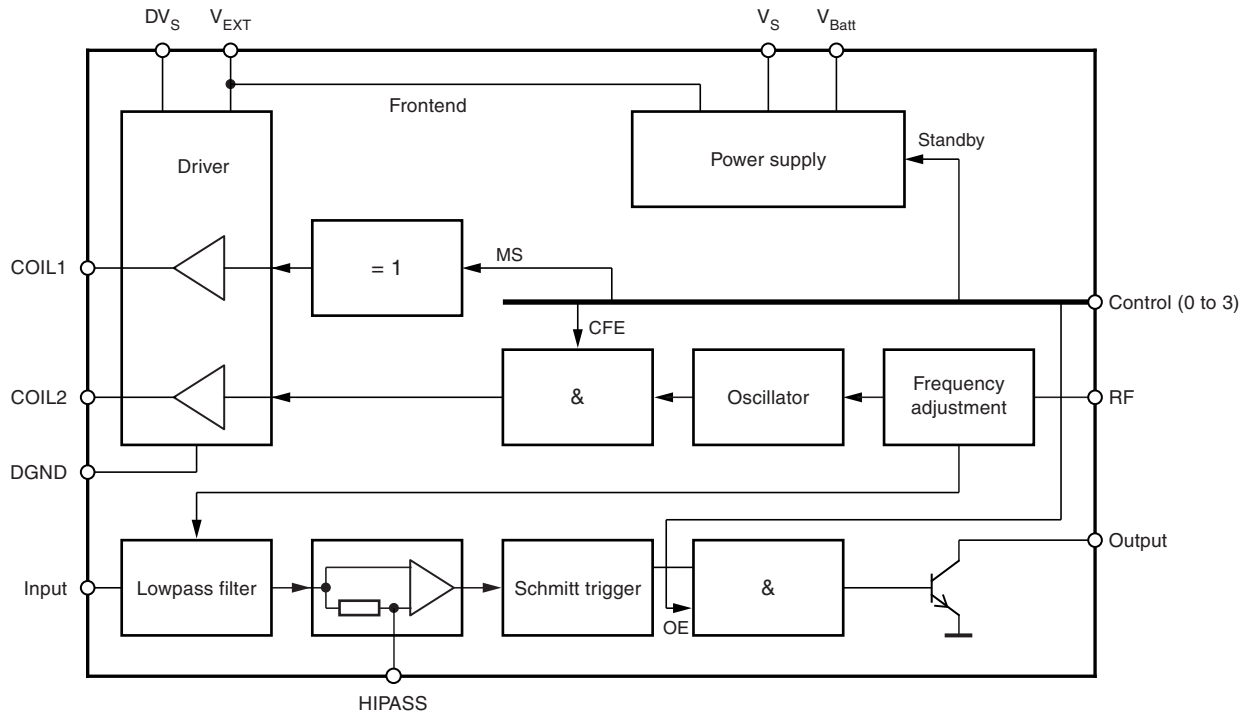 DVS VEXT VS VBatt
Frontend
Driver
Power supply
Standby
COIL1
= 1
MS
Control (0 to 3)
CFE
COIL2
&
Oscillator
Frequency
adjustment
RF
DGND
Output
Input
Lowpass filter
Schmitt trigger
&
OE
HIPASS